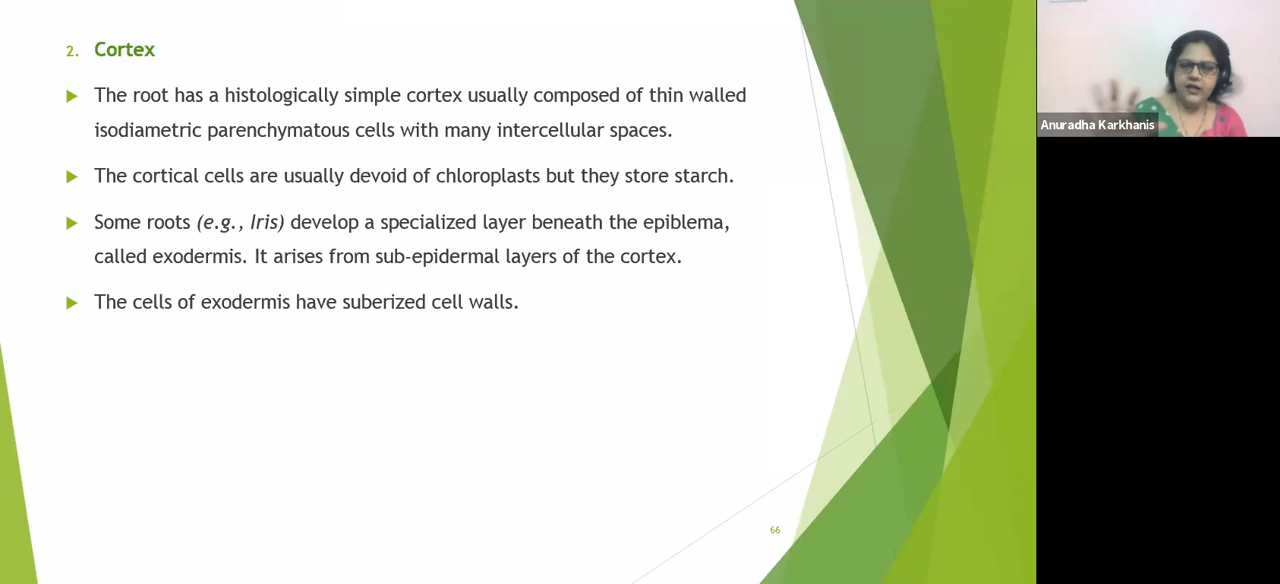 2. Cortex
The root has a histologically simple cortex usually composed of thin walled
isodiametric parenchymatous cells with many intercellular spaces.
The cortical cells are usually devoid of chloroplasts but they store starch.
Some roots (e.g., Iris) develop a specialized layer beneath the epiblema,
called exodermis. It arises from sub-epidermal layers of the cortex.
The cells of exodermis have suberized cell walls.
66
Anuradha Karkhanis